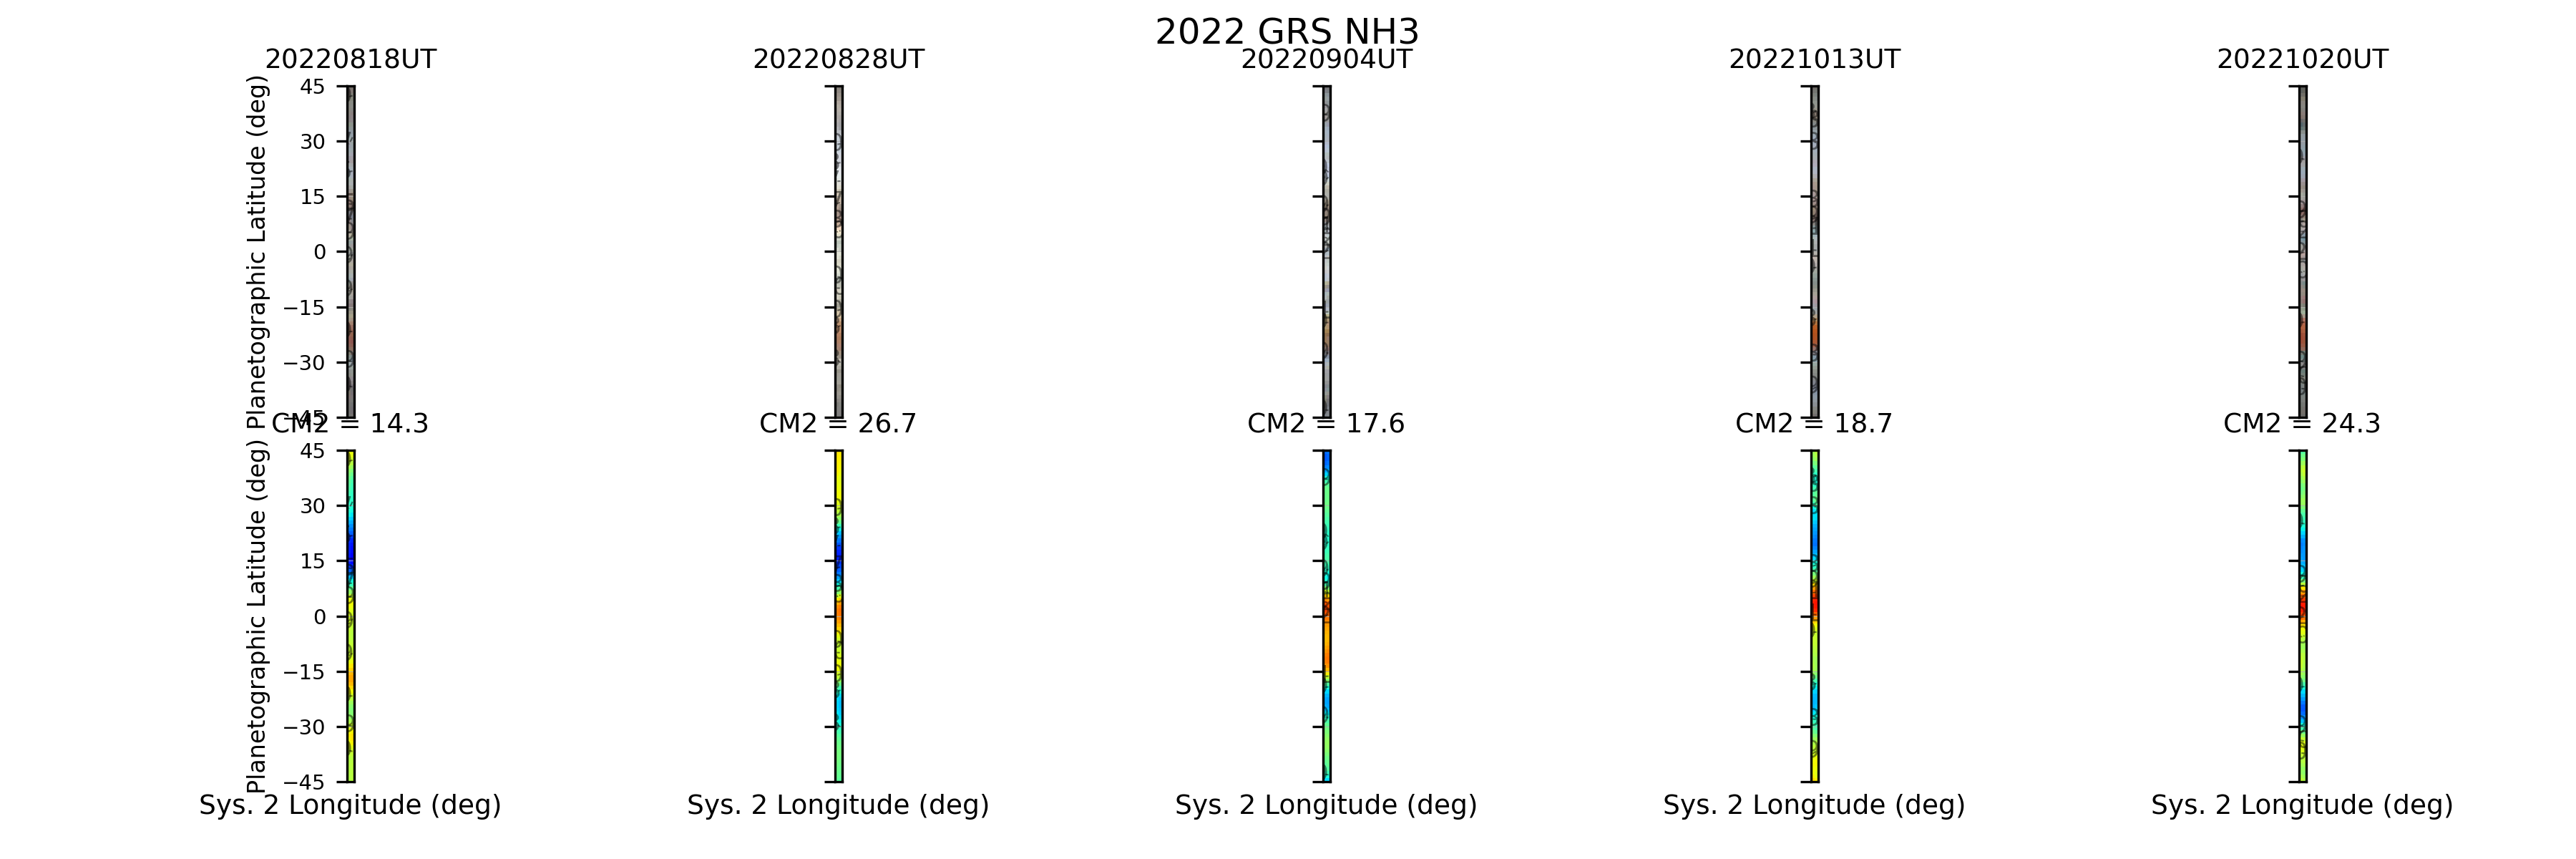 2022 GRS NH3
20220818UT 20220828UT 20220904UT 20221013UT 20221020UT
Planetographic Latitude (deg)
45
30
15
0
−15
−30
−45
CM2 = 14.3 CM2 = 26.7 CM2 = 17.6 CM2 = 18.7 CM2 = 24.3
Planetographic Latitude (deg)
45
30
15
0
−15
−30
−45
Sys. 2 Longitude (deg) Sys. 2 Longitude (deg) Sys. 2 Longitude (deg) Sys. 2 Longitude (deg) Sys. 2 Longitude (deg)